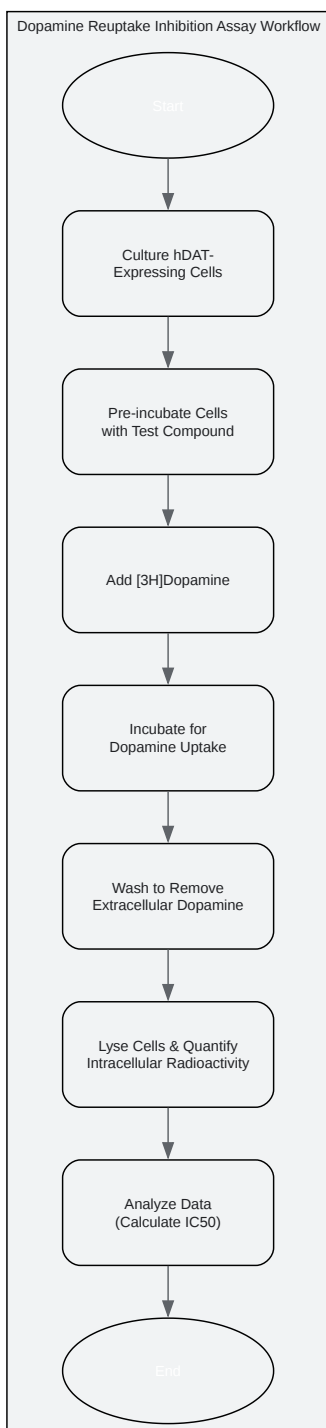 Dopamine Reuptake Inhibition Assay Workflow
Start
Culture hDAT-
Expressing Cells
Pre-incubate Cells
with Test Compound
Add [3H]Dopamine
Incubate for
Dopamine Uptake
Wash to Remove
Extracellular Dopamine
Lyse Cells & Quantify
Intracellular Radioactivity
Analyze Data
(Calculate IC50)
End